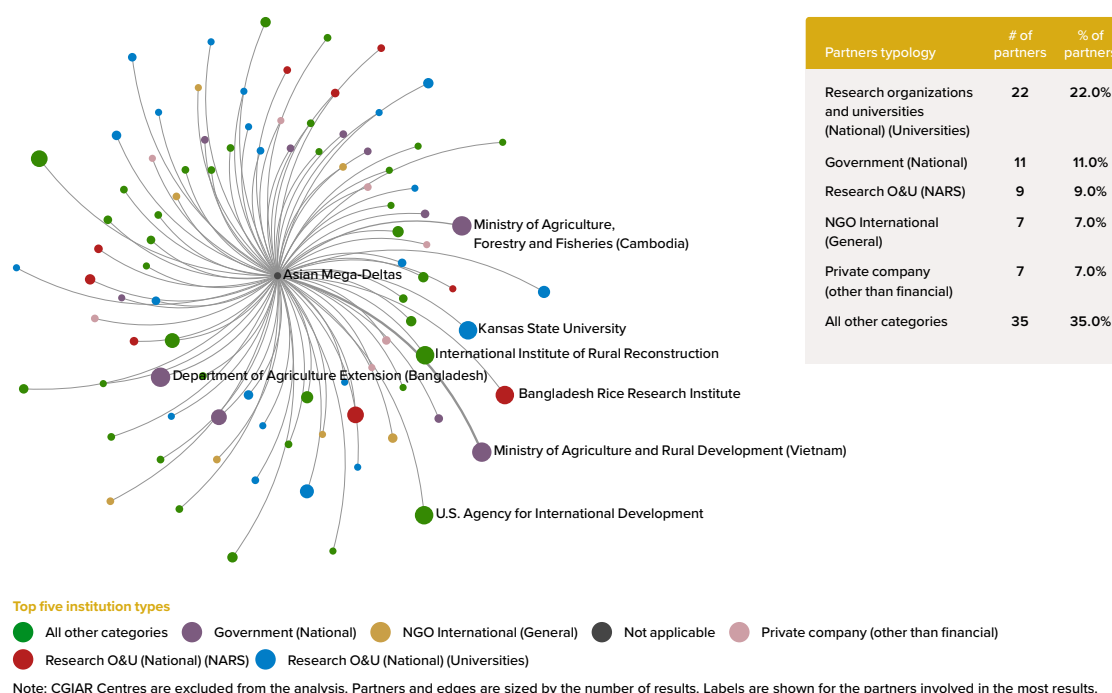 Partners typology
# of
partners
% of
partners
Research organizations
and universities
(National) (Universities)
22
22.0%
Government (National)
11
11.0%
Research O&U (NARS)
9
9.0%
NGO International
(General)
7
7.0%
Private company
(other than financial)
7
7.0%
All other categories
35
35.0%
Ministry of Agriculture,
Forestry and Fisheries (Cambodia)
Asian Mega-Deltas
Kansas State University
International Institute of Rural Reconstruction
Department of Agriculture Extension (Bangladesh)
Bangladesh Rice Research Institute
Ministry of Agriculture and Rural Development (Vietnam)
U.S. Agency for International Development
Top five institution types
All other categories
Government (National)
NGO International (General)
Not applicable
Private company (other than financial)
Research O&U (National) (NARS)
Research O&U (National) (Universities)
Note: CGIAR Centres are excluded from the analysis. Partners and edges are sized by the number of results. Labels are shown for the partners involved in the most results.